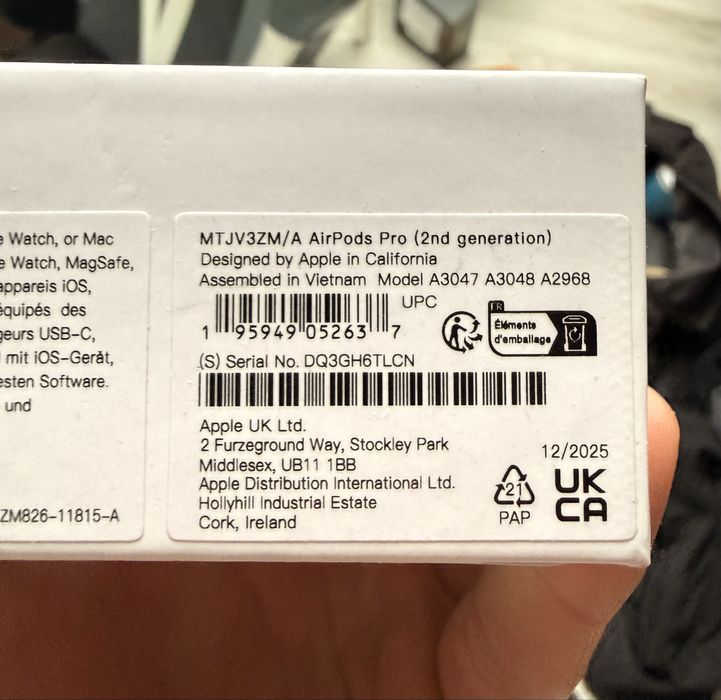 e Watch, or Mac
e Watch, MagSafe,
appareis iOS,
équipés des
geurs USB-C,
mit iOS-Gerät,
esten Software.
und
ZM826-11815-A
MTJV3ZM/A AirPods Pro (2nd generation)
Designed by Apple in California
Assembled in Vietnam Model A3047 A3048 A2968
UPC
1 95949 05263 7
FR
Éléments
d'emballage
(S) Serial No. DQ3GH6TLCN
Apple UK Ltd.
2 Furzeground Way, Stockley Park
Middlesex, UB11 1BB
Apple Distribution International Ltd.
Hollyhill Industrial Estate
Cork, Ireland
12/2025
21
PAP
UK
CA